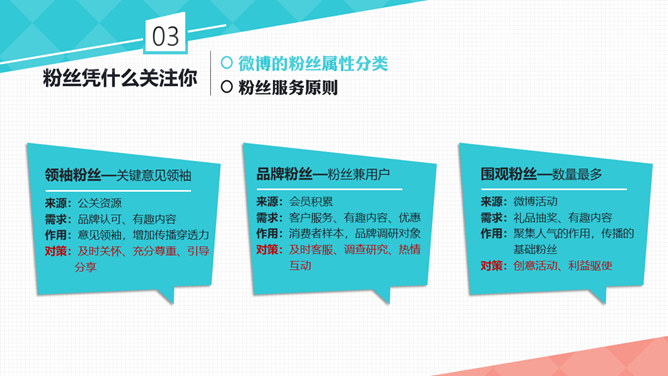 03
粉丝凭什么关注你
微博的粉丝属性分类
粉丝服务原则
领袖粉丝—关键意见领袖
来源：公关资源
需求：品牌认可、有趣内容
作用：意见领袖，增加传播穿透力
对策：及时关怀、充分尊重、引导
分享
品牌粉丝—粉丝兼用户
来源：会员积累
需求：客户服务、有趣内容、优惠
作用：消费者样本，品牌调研对象
对策：及时客服、调查研究、热情
互动
围观粉丝—数量最多
来源：微博活动
需求：礼品抽奖、有趣内容
作用：聚集人气的作用，传播的
基础粉丝
对策：创意活动、利益驱使